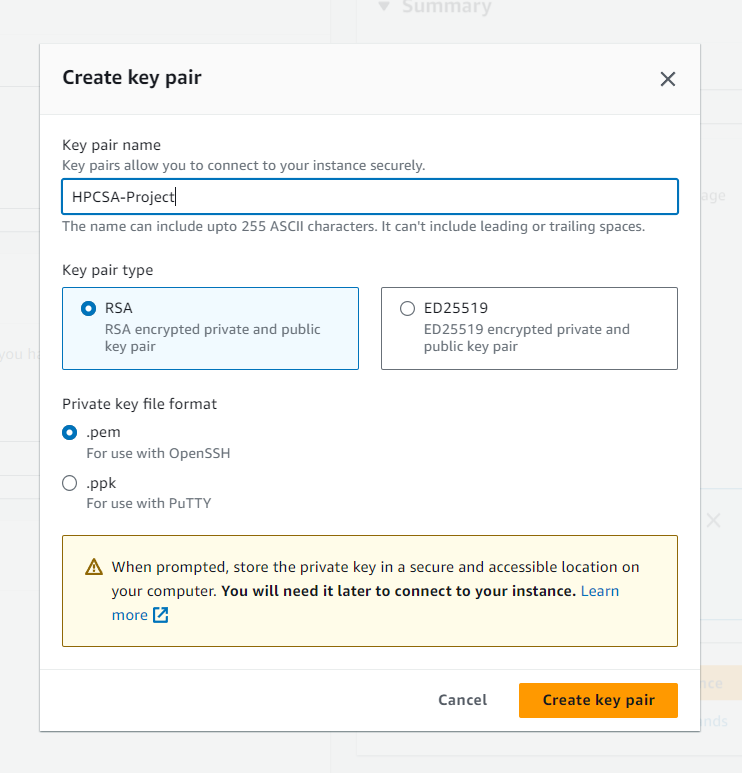 Summary
Create key pair
Key pair name
Key pairs allow you to connect to your instance securely.
HPCSA-Project
The name can include upto 255 ASCII characters. It can't include leading or trailing spaces.
Key pair type
RSA
RSA encrypted private and public
key pair
ED25519
ED25519 encrypted private and
public key pair
Private key file format
.pem
For use with OpenSSH
.ppk
For use with PuTTY
When prompted, store the private key in a secure and accessible location on
your computer. You will need it later to connect to your instance. Learn
more
Cancel
Create key pair